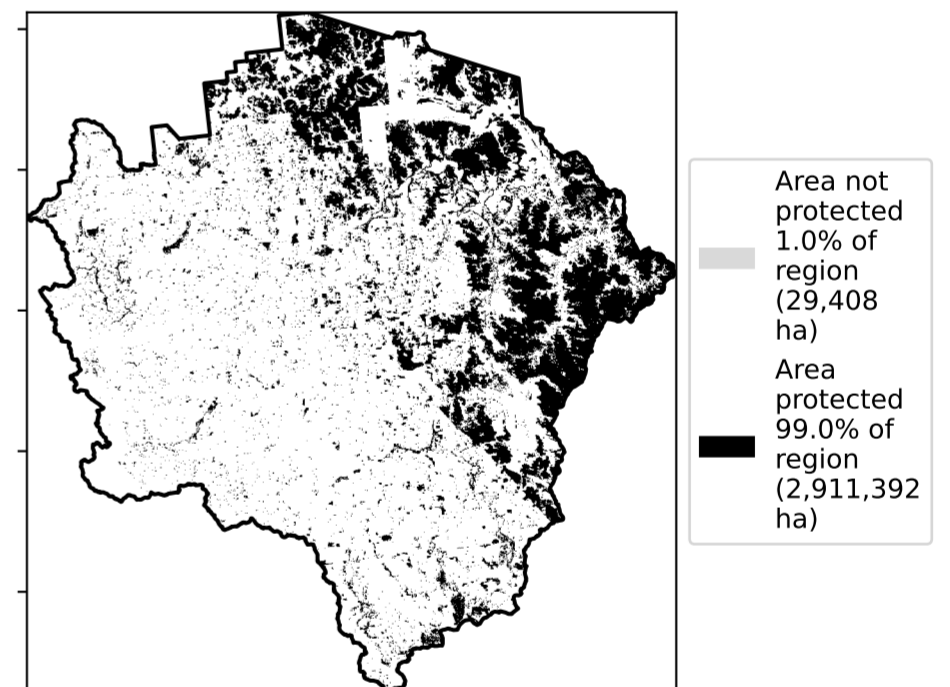 Area not
protected
1.0% of
region
(29,408
ha)
Area
protected
99.0% of
region
(2,911,392
ha)